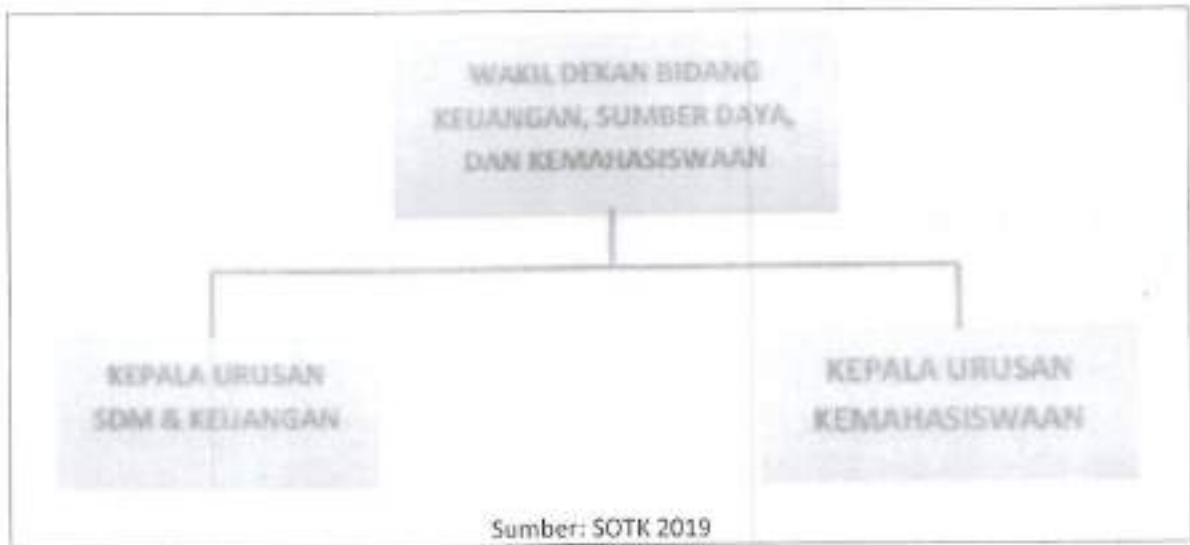 WAKIL DEKAN BIDANG
KEUANGAN, SUMBER DAYA,
DAN KEMAHASISWAAN
KEPALA URUSAN
SDM & KEUANGAN
KEPALA URUSAN
KEMAHASISWAAN
Sumber: SOTK 2019